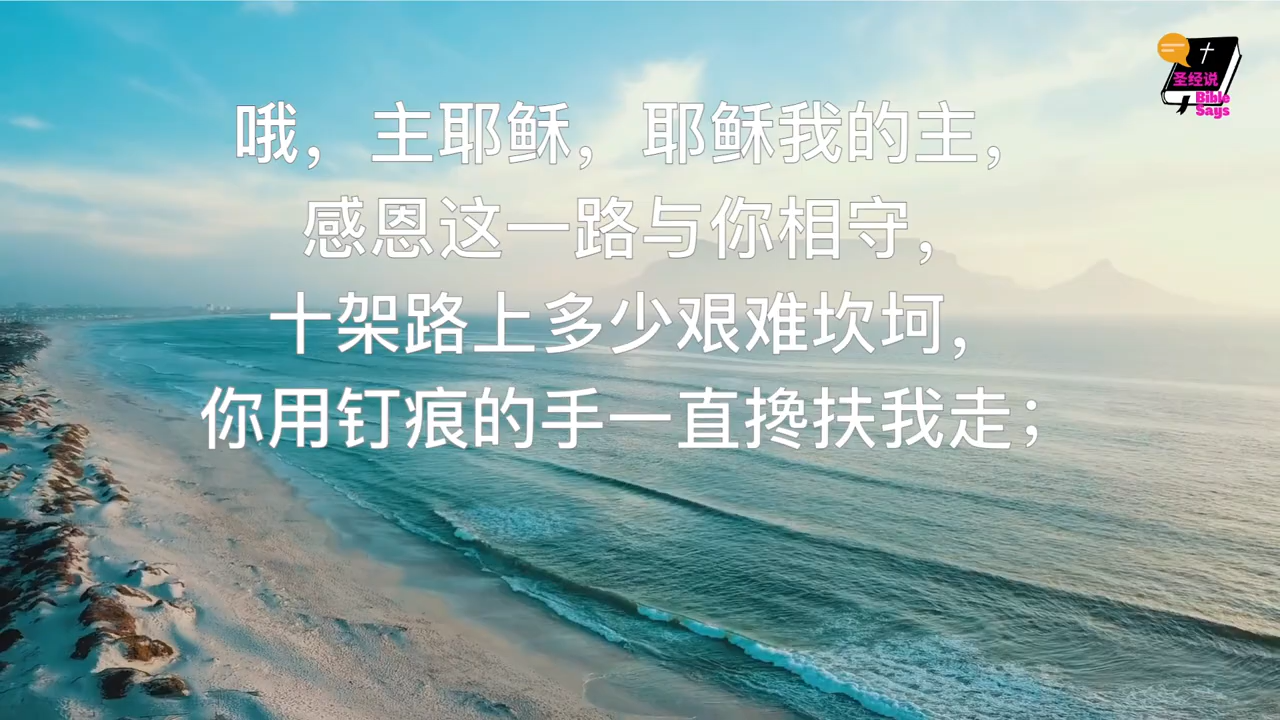 哦，主耶稣，耶稣我的主，
感恩这一路与你相守，
十架路上多少艰难坎坷，
你用钉痕的手一直搀扶我走；
圣经说
Bible
Says